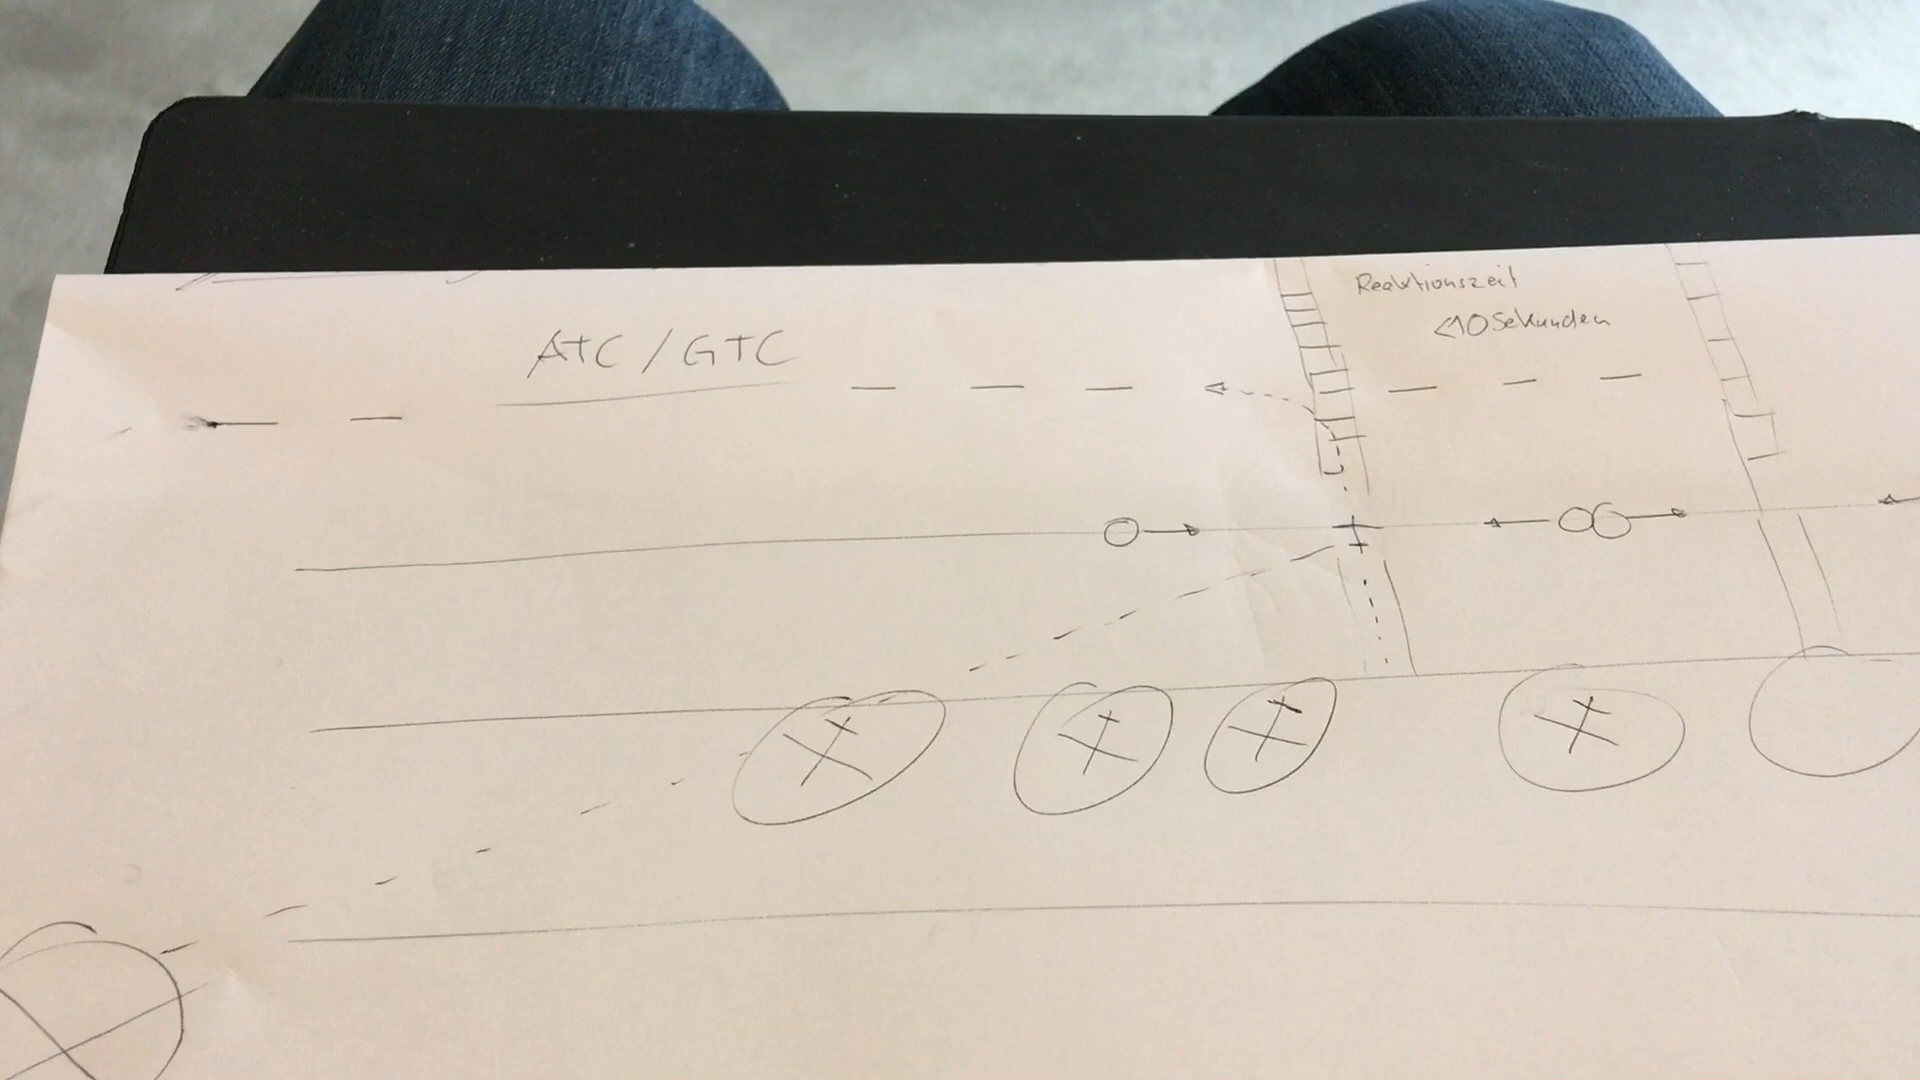 ATC / GTC
Reaktionszeit
<10 Sekunden